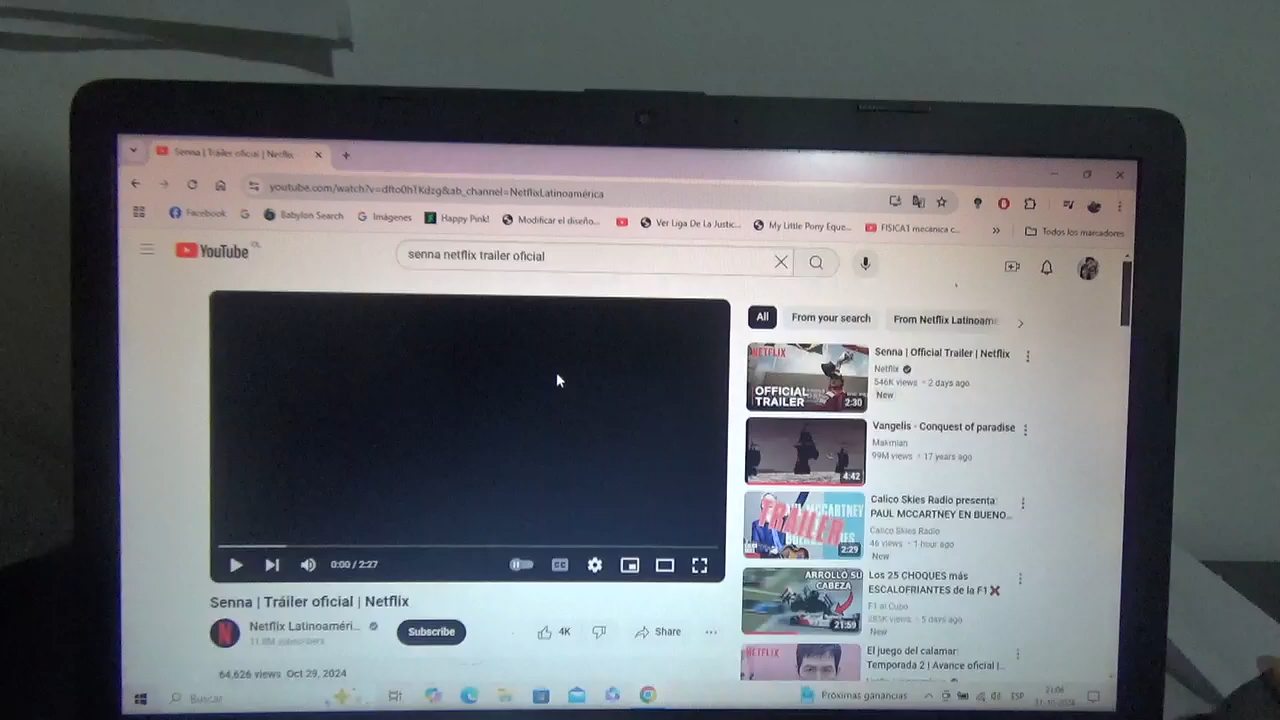 Senna | Tráiler oficial | Netflix
youtube.com/watch?v=dfto0h1Kdzg&ab_channel=NetflixLatinoamérica
Facebook
Babylon Search
Imágenes
Happy Pink!
Modificar el diseño...
Ver Liga De La Justic...
My Little Pony Eque...
FISICA1 mecanica c...
Todos los marcadores
YouTube
senna netflix trailer oficial
All
From your search
From Netflix Latinoamé
NETFLIX
OFFICIAL
TRAILER
2:30
Senna | Official Trailer | Netflix
Netflix
546K views • 2 days ago
New
4:42
Vangelis - Conquest of paradise
Makmian
99M views • 17 years ago
TRAILER
2:29
Calico Skies Radio presenta:
PAUL MCCARTNEY EN BUENO...
Calico Skies Radio
46 views • 1 hour ago
New
ARROLLÓ SU
CABEZA
21:59
Los 25 CHOQUES más
ESCALOFRIANTES de la F1❌
F1 al Cubo
285K views • 5 days ago
New
NETFLIX
El juego del calamar:
Temporada 2 | Avance oficial |...
0:00 / 2:27
CC
Senna | Tráiler oficial | Netflix
Netflix Latinoaméri...
Subscribe
4K
Share
64,626 views Oct 29, 2024
Buscar
Próximas ganancias
ESP
21:06
31-10-2024